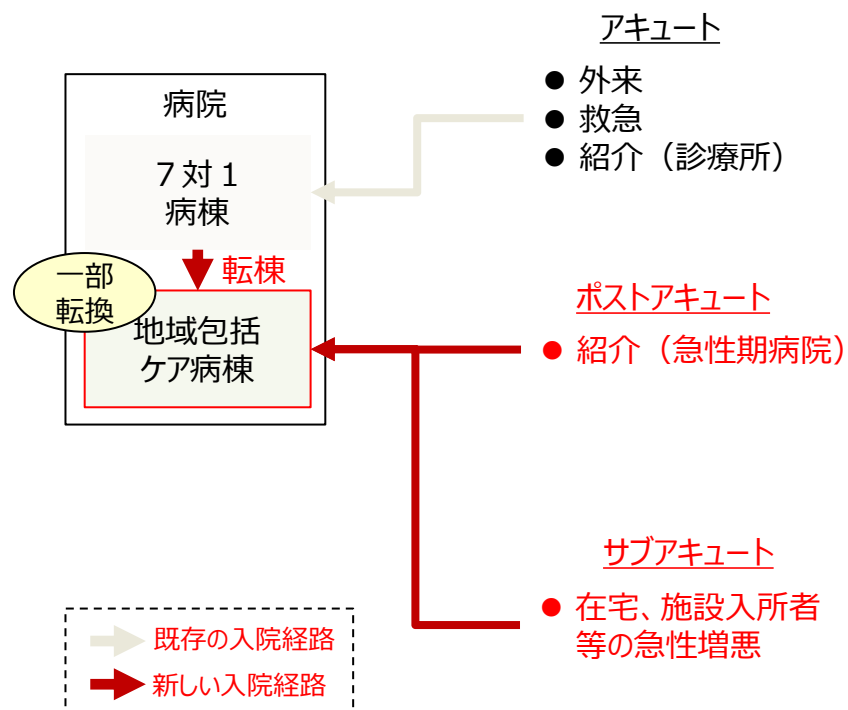 アキュート
● 外来
● 救急
● 紹介（診療所）
病院
７対１
病棟
転棟
一部
転換
地域包括
ケア病棟
ポストアキュート
● 紹介（急性期病院）
サブアキュート
● 在宅、施設入所者
等の急性増悪
既存の入院経路
新しい入院経路